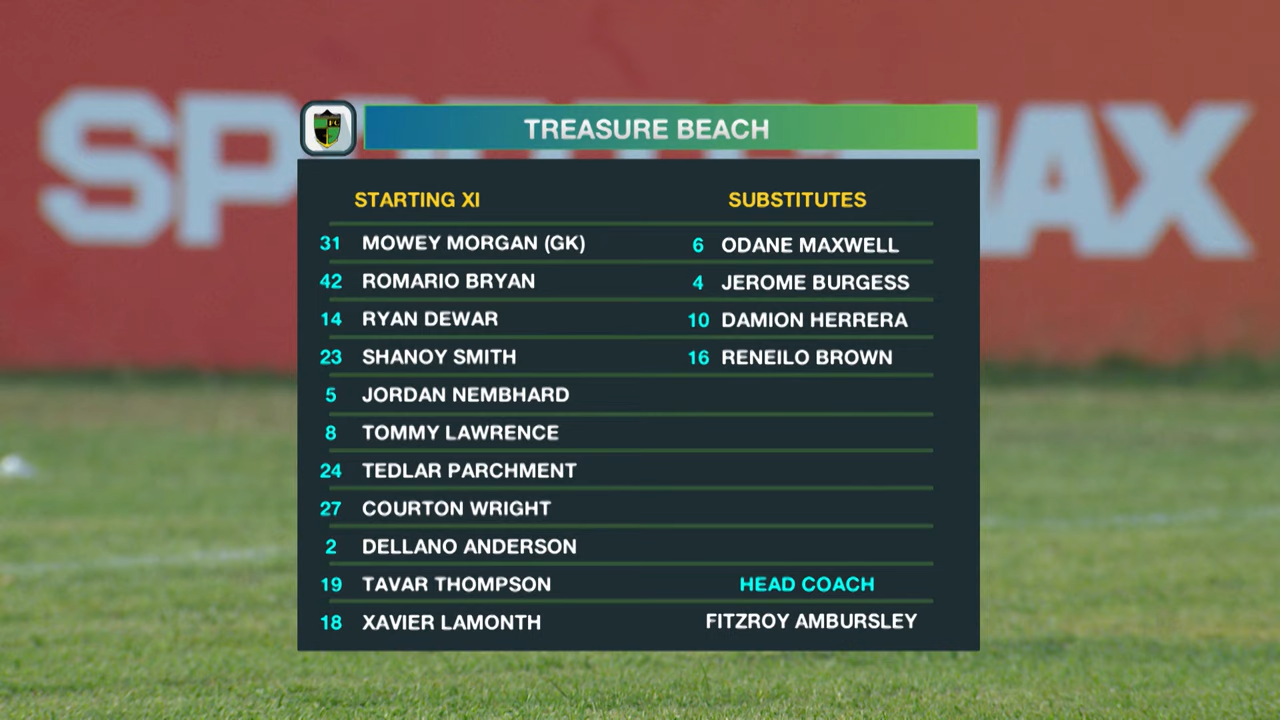 TREASURE BEACH
STARTING XI
31 MOWEY MORGAN (GK)
42 ROMARIO BRYAN
14 RYAN DEWAR
23 SHANOY SMITH
5 JORDAN NEMBHARD
8 TOMMY LAWRENCE
24 TEDLAR PARCHMENT
27 COURTON WRIGHT
2 DELLANO ANDERSON
19 TAVAR THOMPSON
18 XAVIER LAMONTH
SUBSTITUTES
6 ODANE MAXWELL
4 JEROME BURGESS
10 DAMION HERRERA
16 RENEILO BROWN
HEAD COACH
FITZROY AMBURSLEY
FC